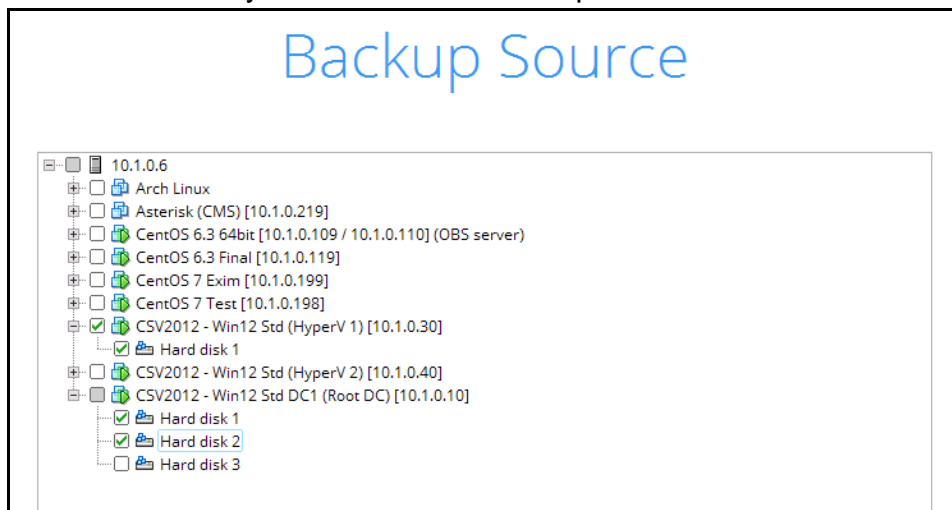 Backup Source
10.1.0.6
Arch Linux
Asterisk (CMS) [10.1.0.219]
CentOS 6.3 64bit [10.1.0.109 / 10.1.0.110] (OBS server)
CentOS 6.3 Final [10.1.0.119]
CentOS 7 Exim [10.1.0.199]
CentOS 7 Test [10.1.0.198]
CSV2012 - Win12 Std (HyperV 1) [10.1.0.30]
Hard disk 1
CSV2012 - Win12 Std (HyperV 2) [10.1.0.40]
CSV2012 - Win12 Std DC1 (Root DC) [10.1.0.10]
Hard disk 1
Hard disk 2
Hard disk 3